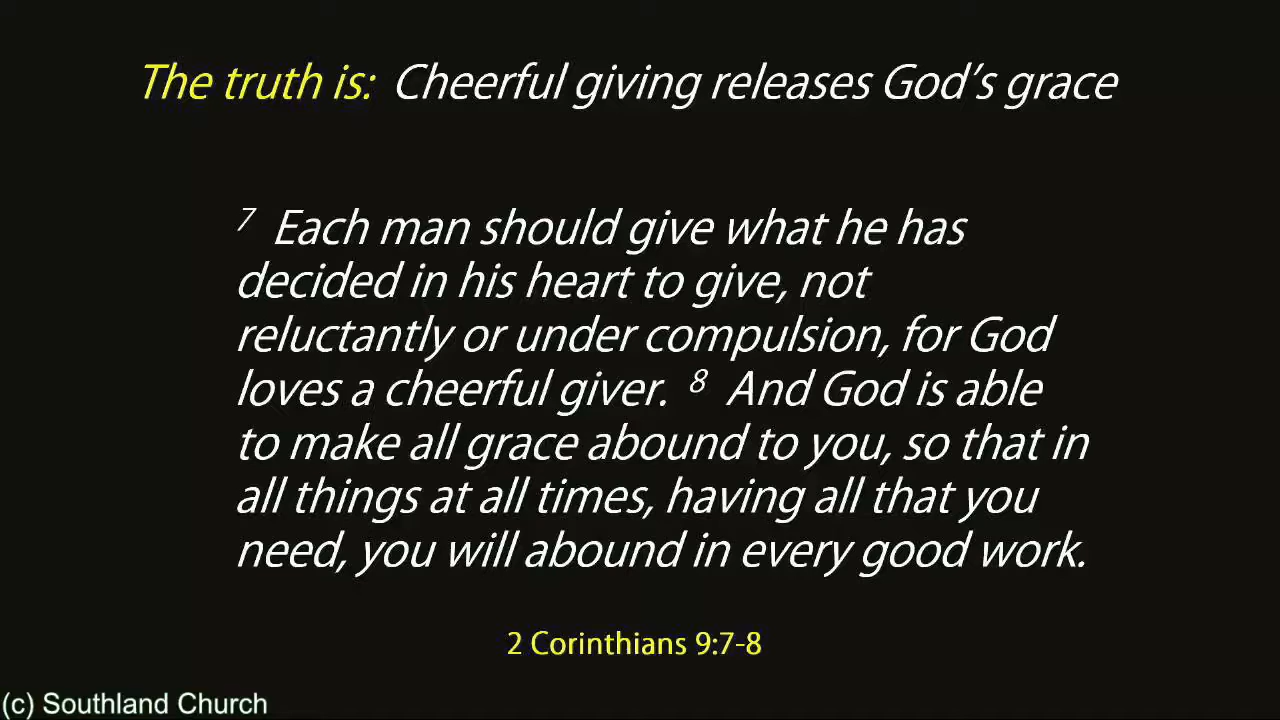 The truth is: Cheerful giving releases God’s grace
7 Each man should give what he has
decided in his heart to give, not
reluctantly or under compulsion, for God
loves a cheerful giver. 8 And God is able
to make all grace abound to you, so that in
all things at all times, having all that you
need, you will abound in every good work.
2 Corinthians 9:7-8
(c) Southland Church